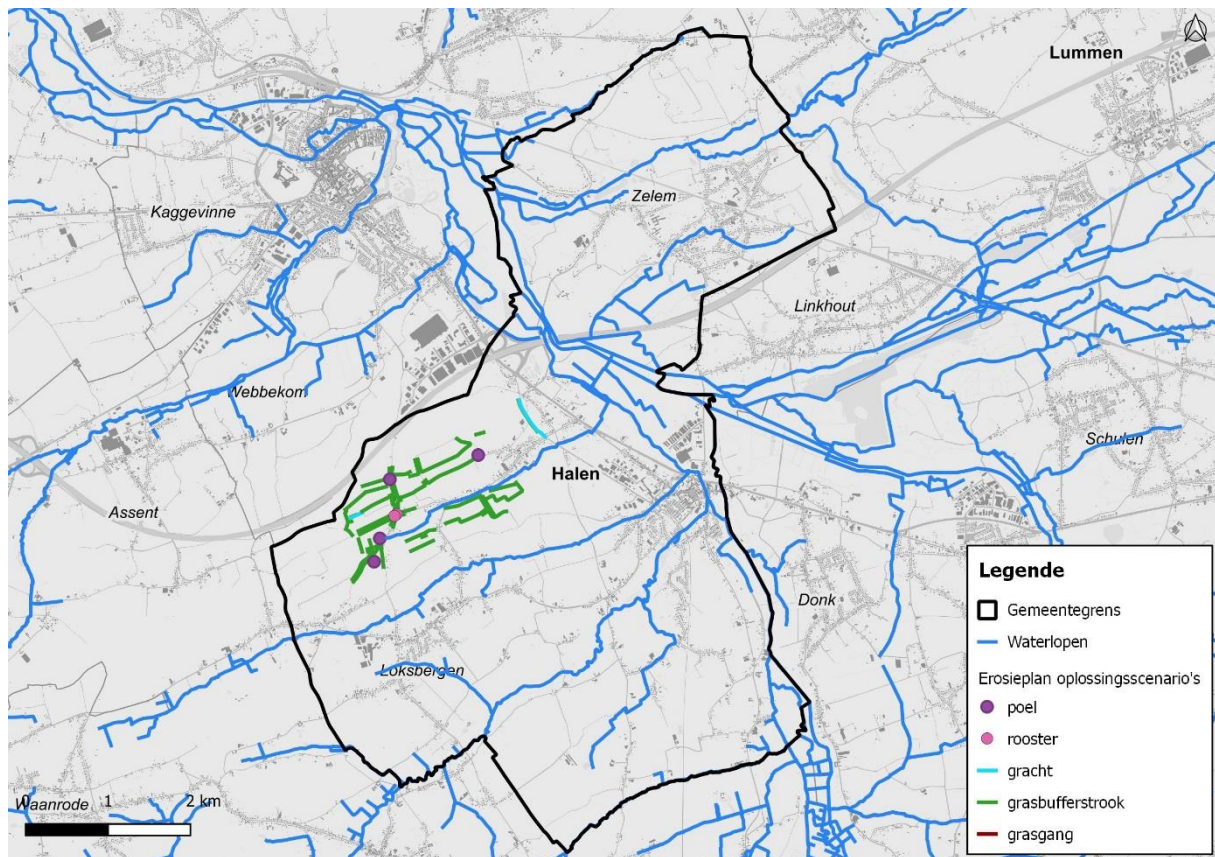 Lummen
Kaggevinne
Zelem
Linkhout
Webbekom
Schulen
Halen
Assent
Donk
Loksbergen
Waanrode
0 1 2 km
Legende
Gemeentegrens
Waterlopen
Erosieplan oplossingsscenario's
poel
rooster
gracht
grasbufferstrook
grasgang